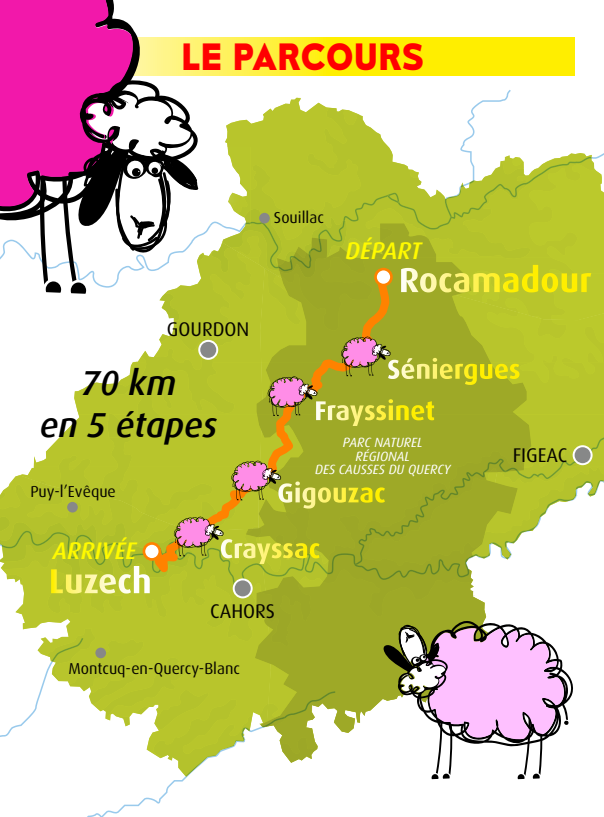 LE PARCOURS
Souillac
DÉPART
Rocamadour
GOURDON
Séniergues
70 km
en 5 étapes
Frayssinet
PARC NATUREL
RÉGIONAL
DES CAUSSES DU QUERCY
FIGEAC
Puy-l'Evêque
Gigouzac
ARRIVÉE
Crayssac
Luzech
CAHORS
Montcuq-en-Quercy-Blanc